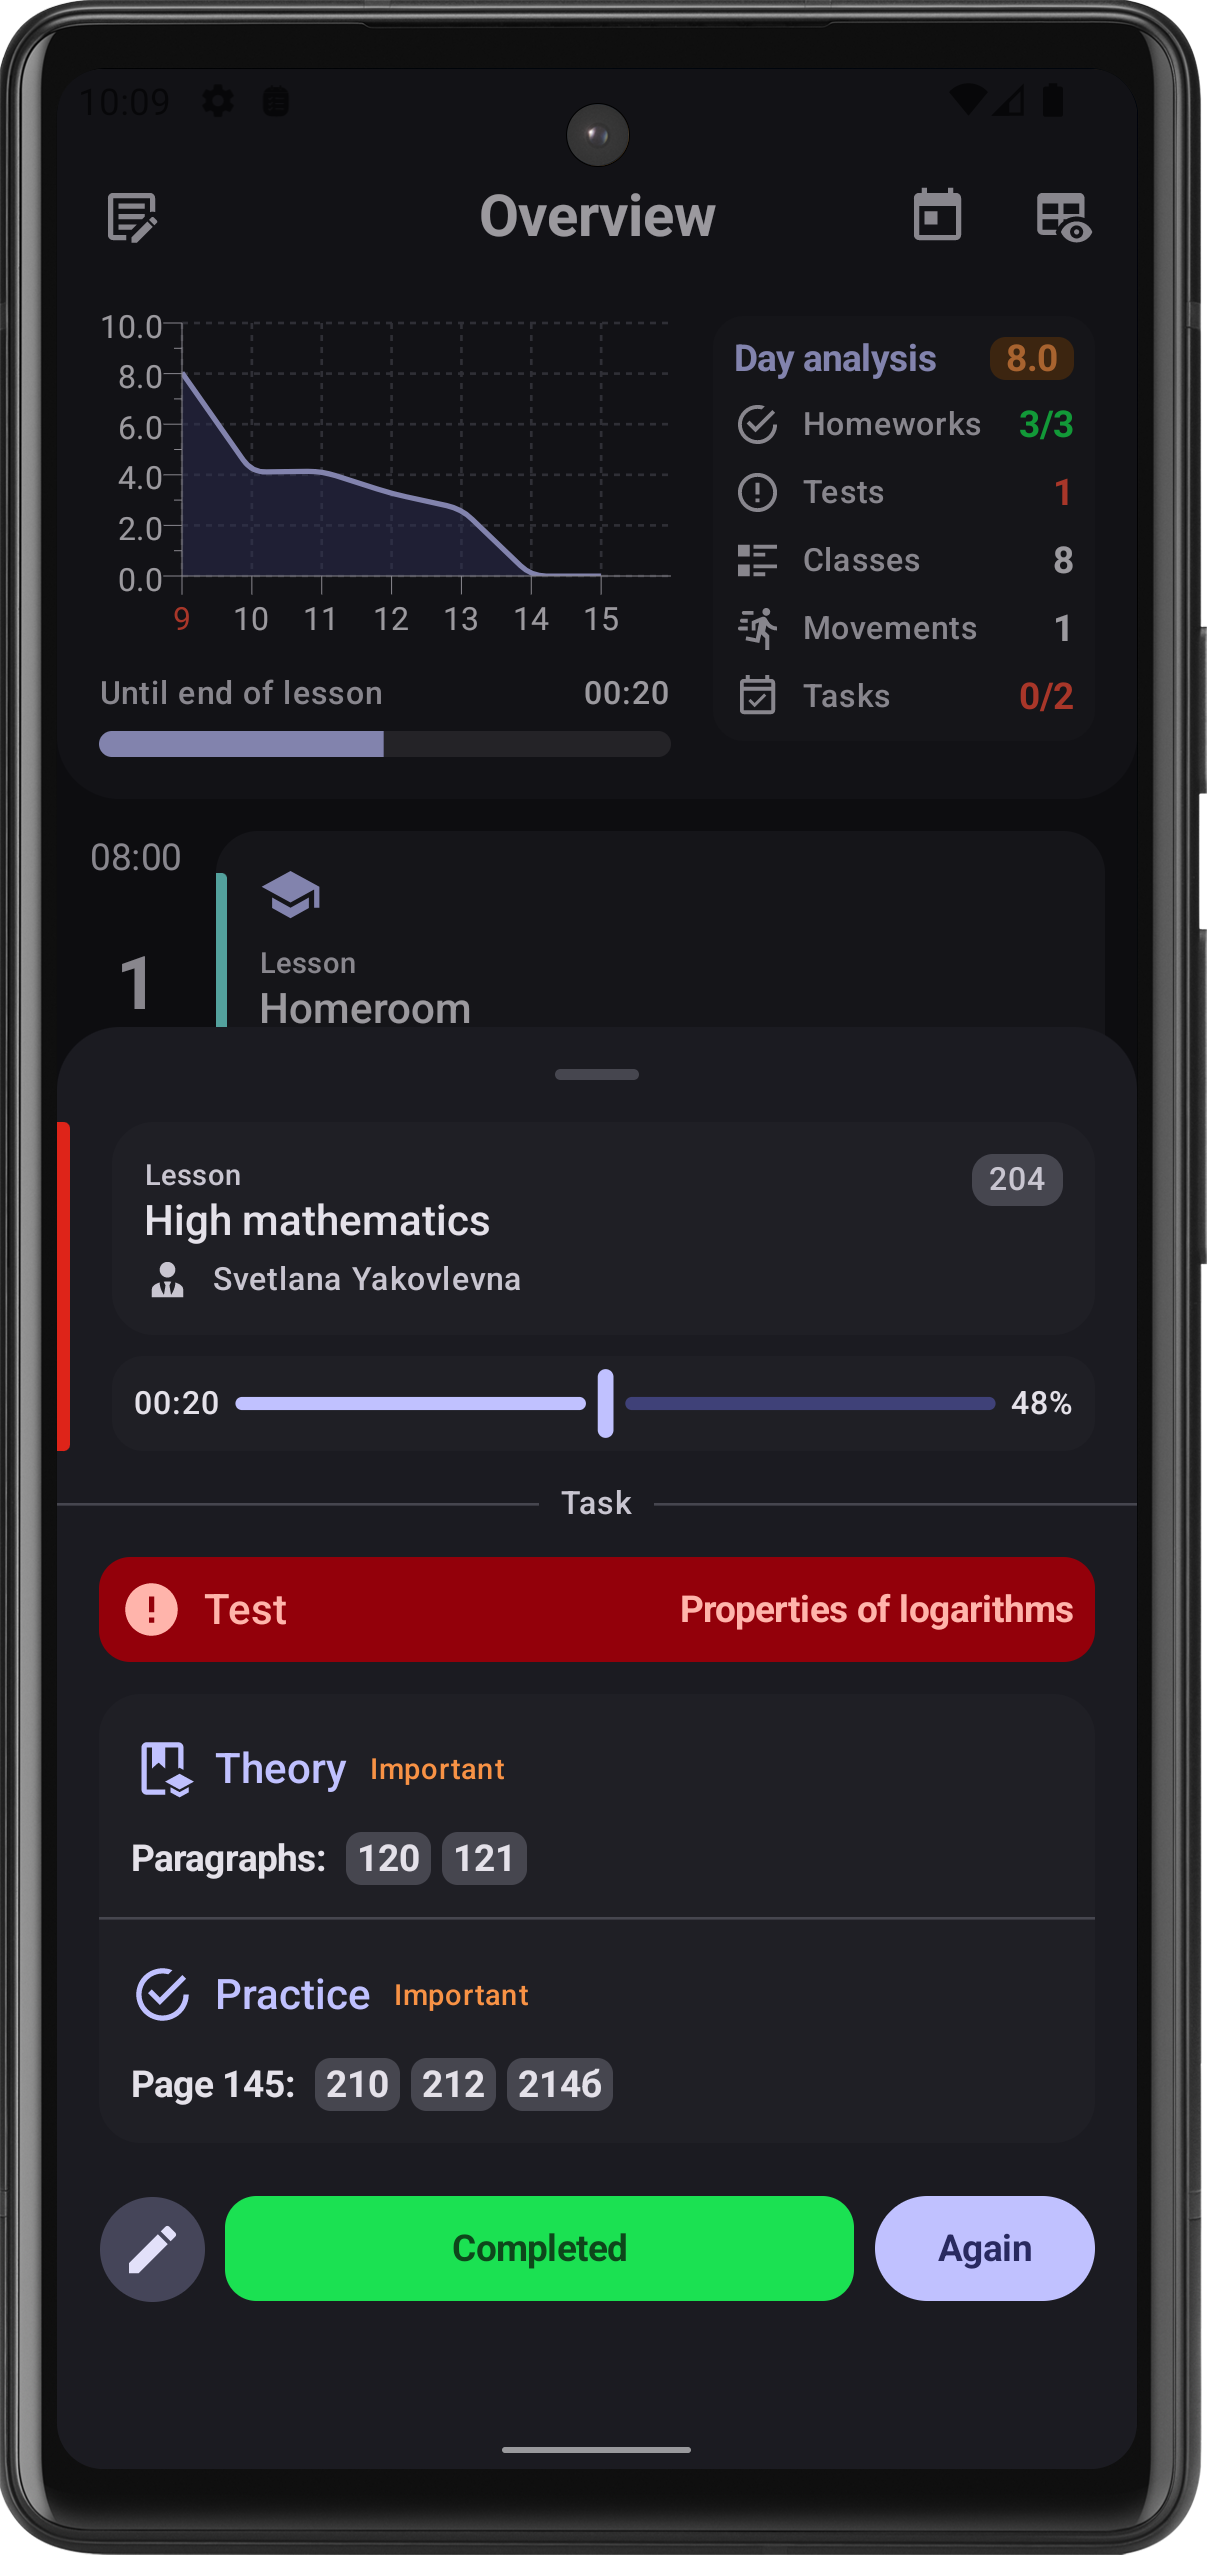 10:09
Overview
10.0
8.0
6.0
4.0
2.0
0.0
9 10 11 12 13 14 15
Until end of lesson 00:20
Day analysis 8.0
Homeworks 3/3
Tests 1
Classes 8
Movements 1
Tasks 0/2
08:00
1
Lesson
Homeroom
Lesson
High mathematics
204
Svetlana Yakovlevna
00:20 48%
Task
Test Properties of logarithms
Theory Important
Paragraphs: 120 121
Practice Important
Page 145: 210 212 214б
Completed
Again